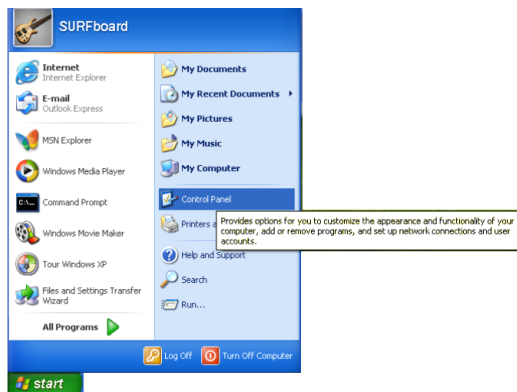 SURFboard
Internet
Internet Explorer
E-mail
Outlook Express
MSN Explorer
Windows Media Player
C:\
Command Prompt
Windows Movie Maker
Tour Windows XP
Files and Settings Transfer
Wizard
All Programs
My Documents
My Recent Documents
My Pictures
My Music
My Computer
Control Panel
Printers a
Provides options for you to customize the appearance and functionality of your
computer, add or remove programs, and set up network connections and user
accounts.
Help and Support
Search
Run...
Log Off
Turn Off Computer
start